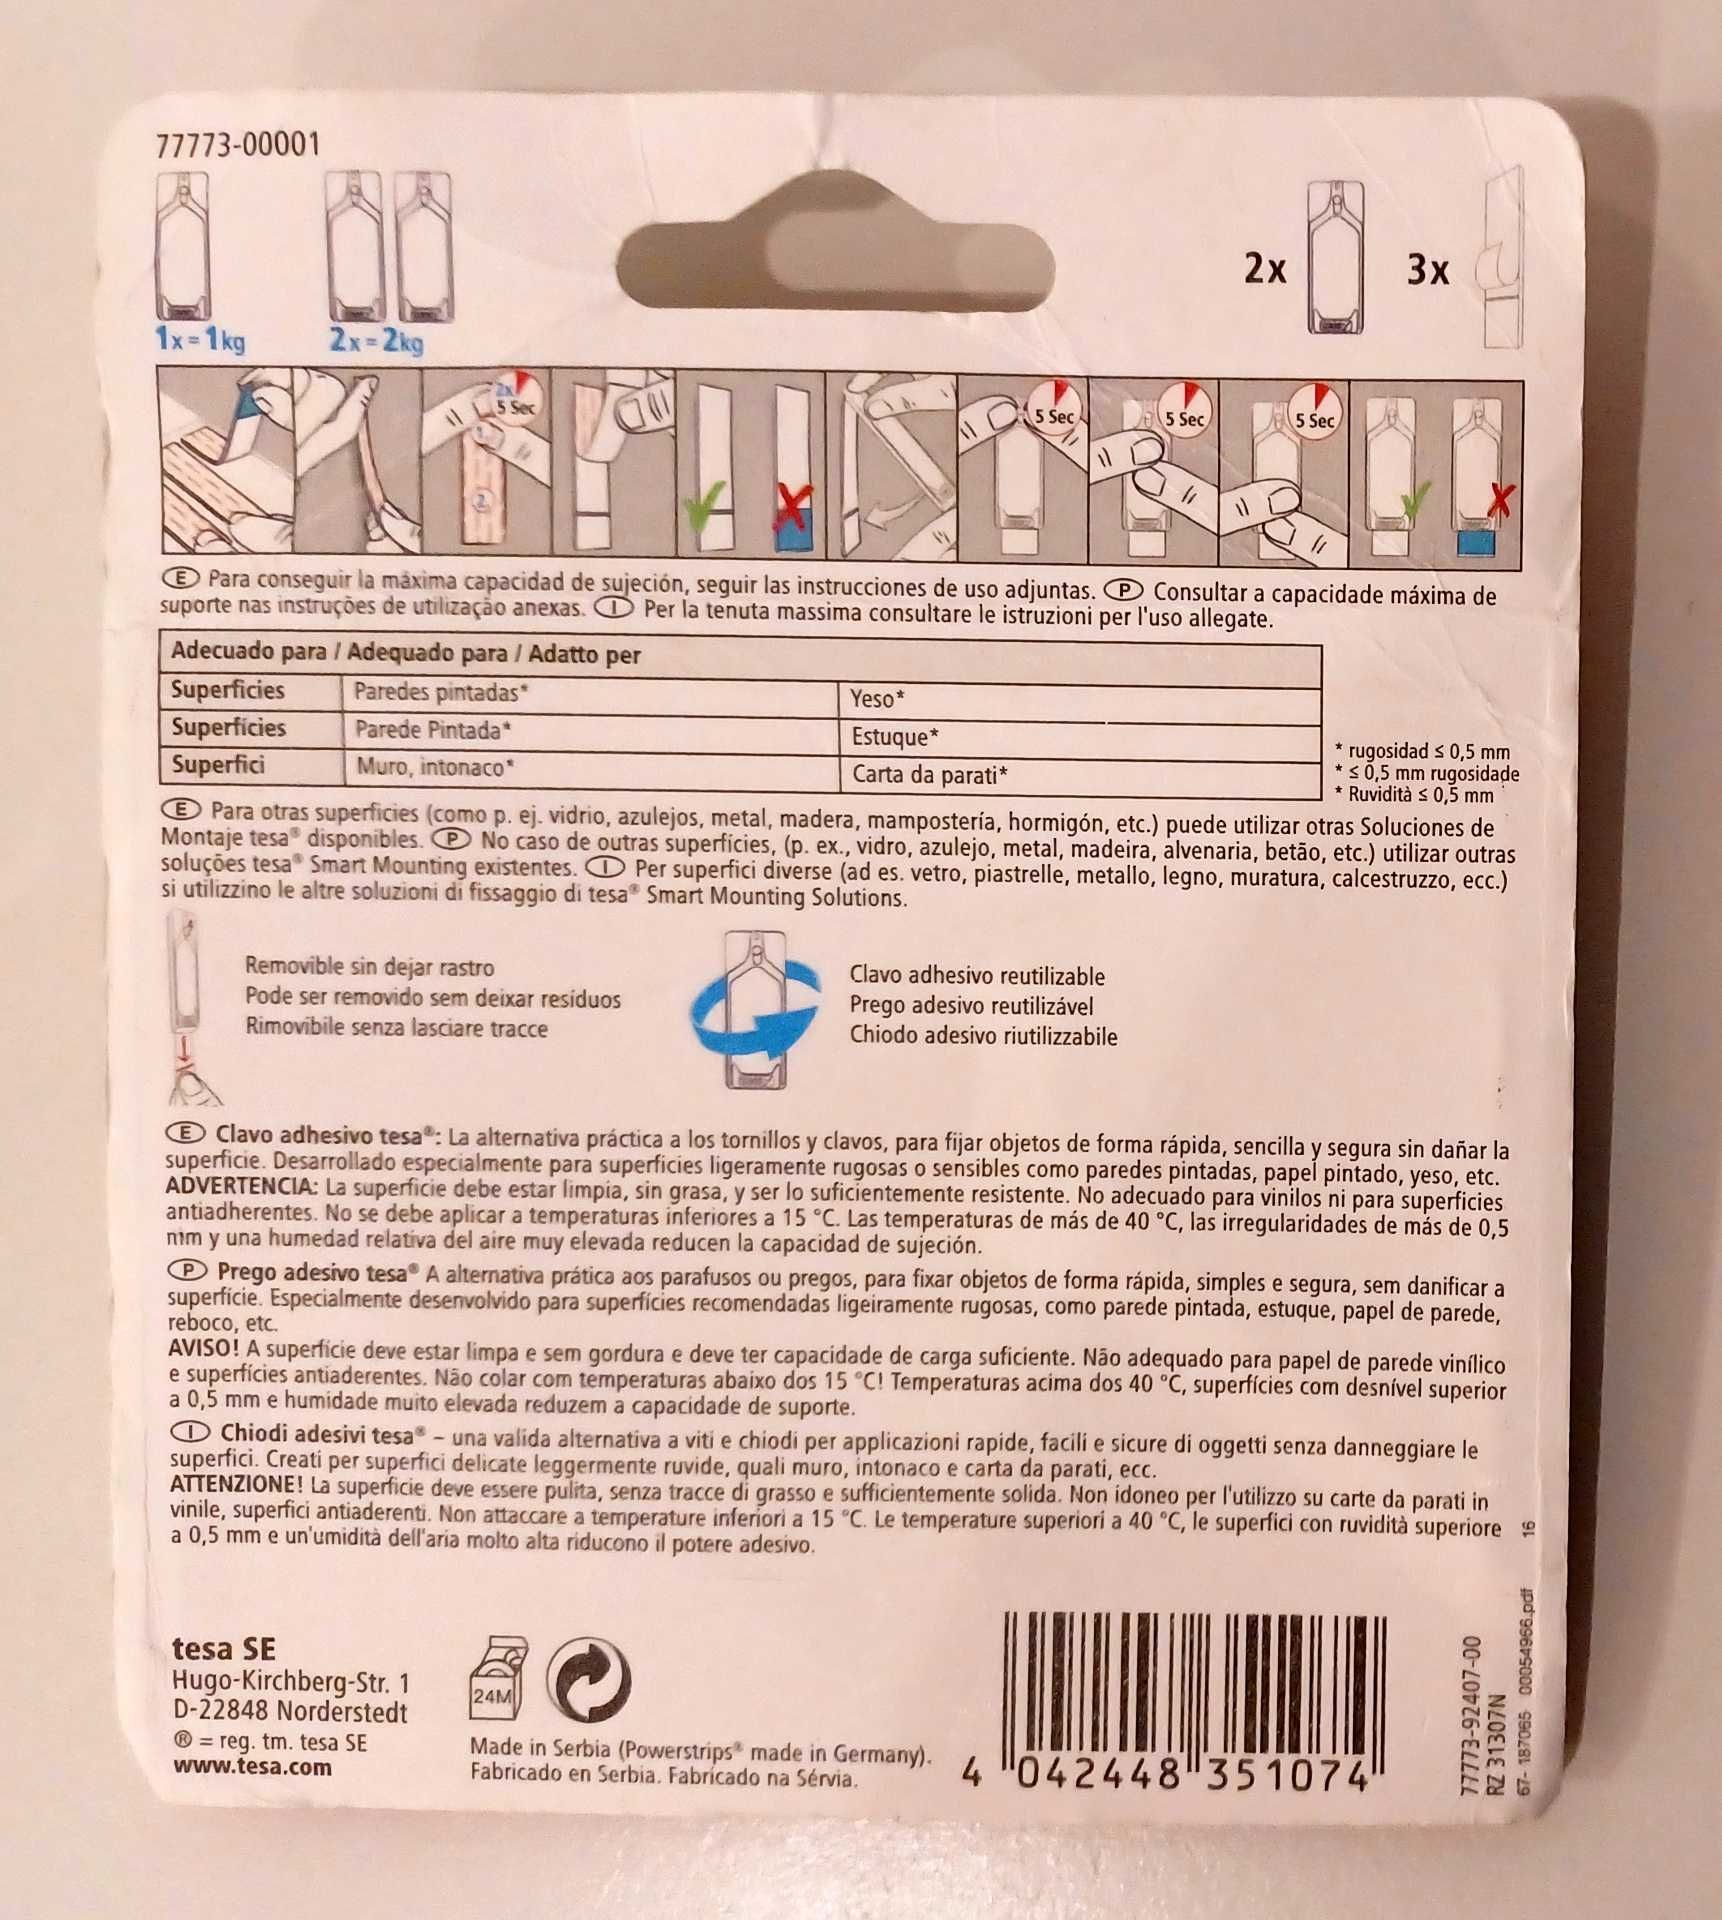 77773-00001
1x=1kg
2x=2kg
2x
3x
2x
5 Sec
5 Sec
5 Sec
5 Sec
2.
E Para conseguir la máxima capacidad de sujeción, seguir las instrucciones de uso adjuntas. P Consultar a capacidade máxima de
suporte nas instruções de utilização anexas. I Per la tenuta massima consultare le istruzioni per l'uso allegate.
Adecuado para / Adequado para / Adatto per
Superficies Paredes pintadas* Yeso*
Superfícies Parede Pintada* Estuque*
Superfici Muro, intonaco* Carta da parati*
* rugosidad ≤ 0,5 mm
* ≤ 0,5 mm rugosidade
* Ruvidità ≤ 0,5 mm
E Para otras superficies (como p. ej. vidrio, azulejos, metal, madera, mampostería, hormigón, etc.) puede utilizar otras Soluciones de
Montaje tesa® disponibles. P No caso de outras superfícies, (p. ex., vidro, azulejo, metal, madeira, alvenaria, betão, etc.) utilizar outras
soluções tesa® Smart Mounting existentes. I Per superfici diverse (ad es. vetro, piastrelle, metallo, legno, muratura, calcestruzzo, ecc.)
si utilizzino le altre soluzioni di fissaggio di tesa® Smart Mounting Solutions.
Removible sin dejar rastro
Pode ser removido sem deixar resíduos
Rimovibile senza lasciare tracce
Clavo adhesivo reutilizable
Prego adesivo reutilizável
Chiodo adesivo riutilizzabile
E Clavo adhesivo tesa®: La alternativa práctica a los tornillos y clavos, para fijar objetos de forma rápida, sencilla y segura sin dañar la
superficie. Desarrollado especialmente para superficies ligeramente rugosas o sensibles como paredes pintadas, papel pintado, yeso, etc.
ADVERTENCIA: La superficie debe estar limpia, sin grasa, y ser lo suficientemente resistente. No adecuado para vinilos ni para superficies
antiadherentes. No se debe aplicar a temperaturas inferiores a 15 °C. Las temperaturas de más de 40 °C, las irregularidades de más de 0,5
mm y una humedad relativa del aire muy elevada reducen la capacidad de sujeción.
P Prego adesivo tesa® A alternativa prática aos parafusos ou pregos, para fixar objetos de forma rápida, simples e segura, sem danificar a
superfície. Especialmente desenvolvido para superfícies recomendadas ligeiramente rugosas, como parede pintada, estuque, papel de parede,
reboco, etc.
AVISO! A superfície deve estar limpa e sem gordura e deve ter capacidade de carga suficiente. Não adequado para papel de parede vinílico
e superfícies antiaderentes. Não colar com temperaturas abaixo dos 15 °C! Temperaturas acima dos 40 °C, superfícies com desnível superior
a 0,5 mm e humidade muito elevada reduzem a capacidade de suporte.
I Chiodi adesivi tesa® – una valida alternativa a viti e chiodi per applicazioni rapide, facili e sicure di oggetti senza danneggiare le
superfici. Creati per superfici delicate leggermente ruvide, quali muro, intonaco e carta da parati, ecc.
ATTENZIONE! La superficie deve essere pulita, senza tracce di grasso e sufficientemente solida. Non idoneo per l'utilizzo su carte da parati in
vinile, superfici antiaderenti. Non attaccare a temperature inferiori a 15 °C. Le temperature superiori a 40 °C, le superfici con ruvidità superiore
a 0,5 mm e un'umidità dell'aria molto alta riducono il potere adesivo.
tesa SE
Hugo-Kirchberg-Str. 1
D-22848 Norderstedt
® = reg. tm. tesa SE
www.tesa.com
24M
Made in Serbia (Powerstrips® made in Germany).
Fabricado en Serbia. Fabricado na Sérvia.
4 042448 351074
77773-92407-00
RZ 31307N
67- 187065 00054966.pdf 16